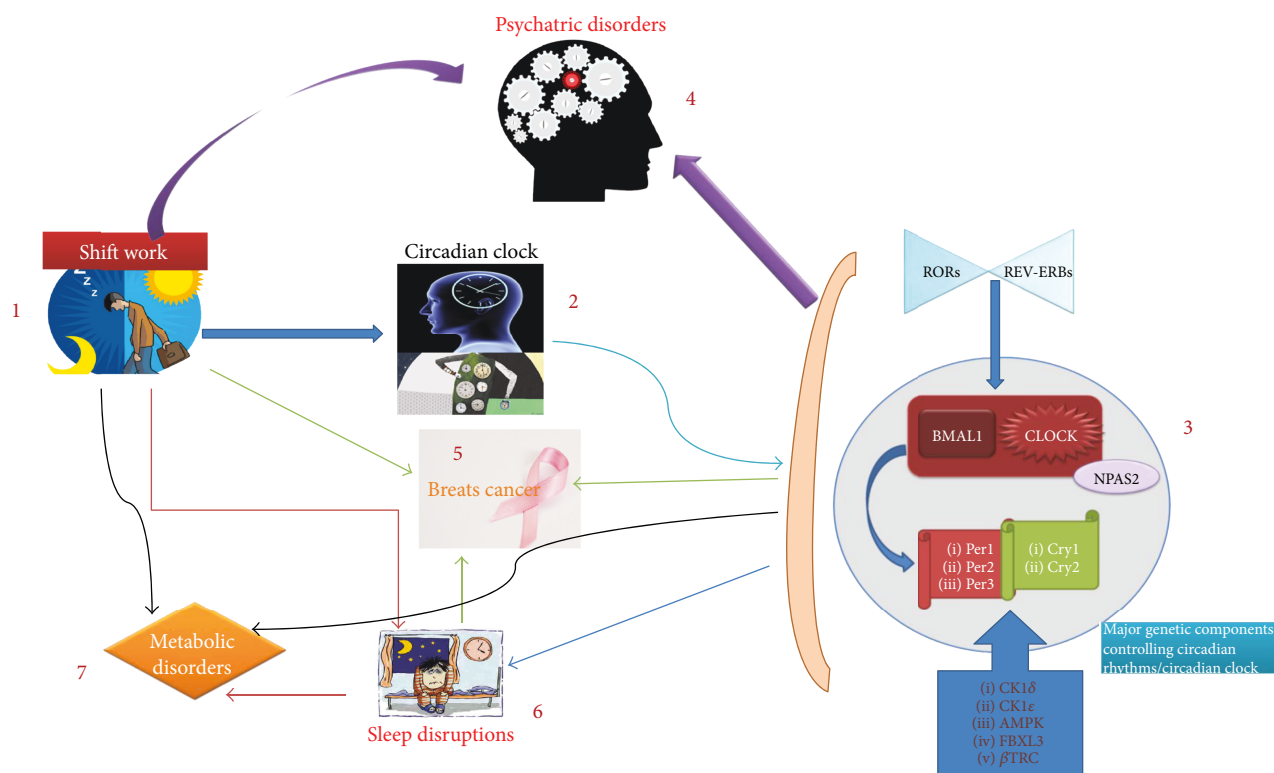 Psychatric disorders
4
Shift work
z
z
z
1
Circadian clock
2
RORs
REV-ERBs
BMAL1
CLOCK
NPAS2
3
5
Breats cancer
(i) Per1
(ii) Per2
(iii) Per3
(i) Cry1
(ii) Cry2
Major genetic components
controlling circadian
rhythms/circadian clock
Metabolic
disorders
7
6
Sleep disruptions
(i) CK1δ
(ii) CK1ε
(iii) AMPK
(iv) FBXL3
(v) βTRC